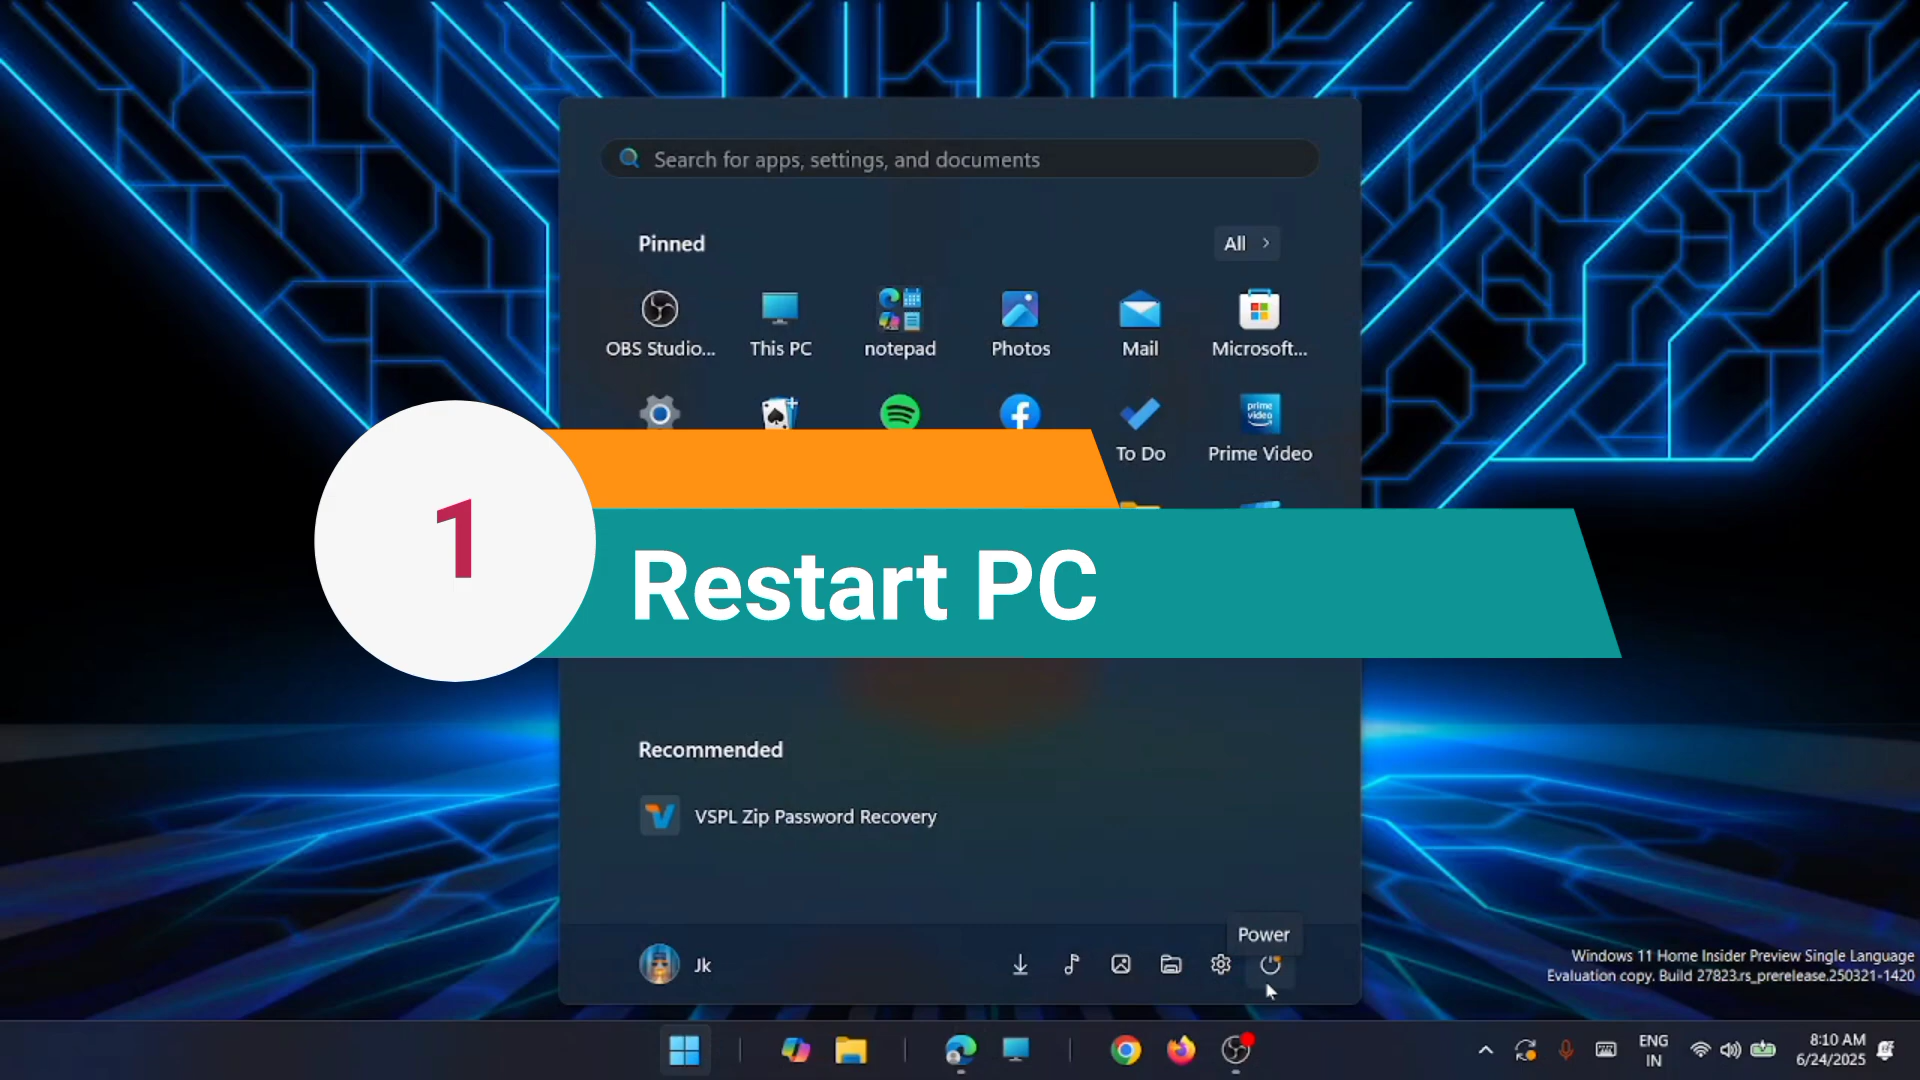 Search for apps, settings, and documents
Pinned
All
OBS Studio...
This PC
notepad
Photos
Mail
Microsoft...
prime video
To Do
Prime Video
1
Restart PC
Recommended
VSPL Zip Password Recovery
Power
Jk
Windows 11 Home Insider Preview Single Language
Evaluation copy. Build 27823.rs_prerelease.250321-1420
ENG
IN
8:10 AM
6/24/2025